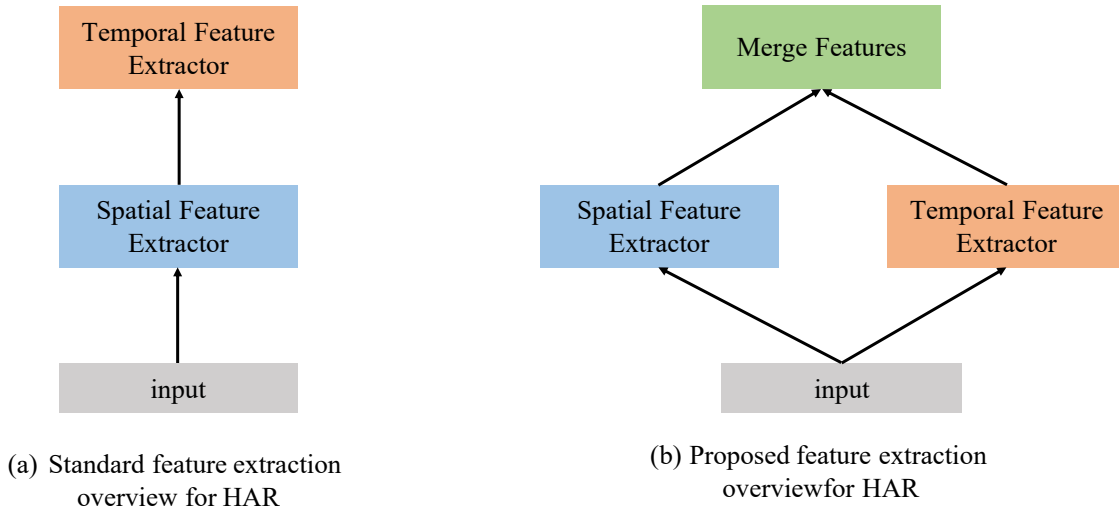 Temporal Feature
Extractor
Spatial Feature
Extractor
input
(a) Standard feature extraction
overview for HAR
Merge Features
Spatial Feature
Extractor
Temporal Feature
Extractor
input
(b) Proposed feature extraction
overviewfor HAR